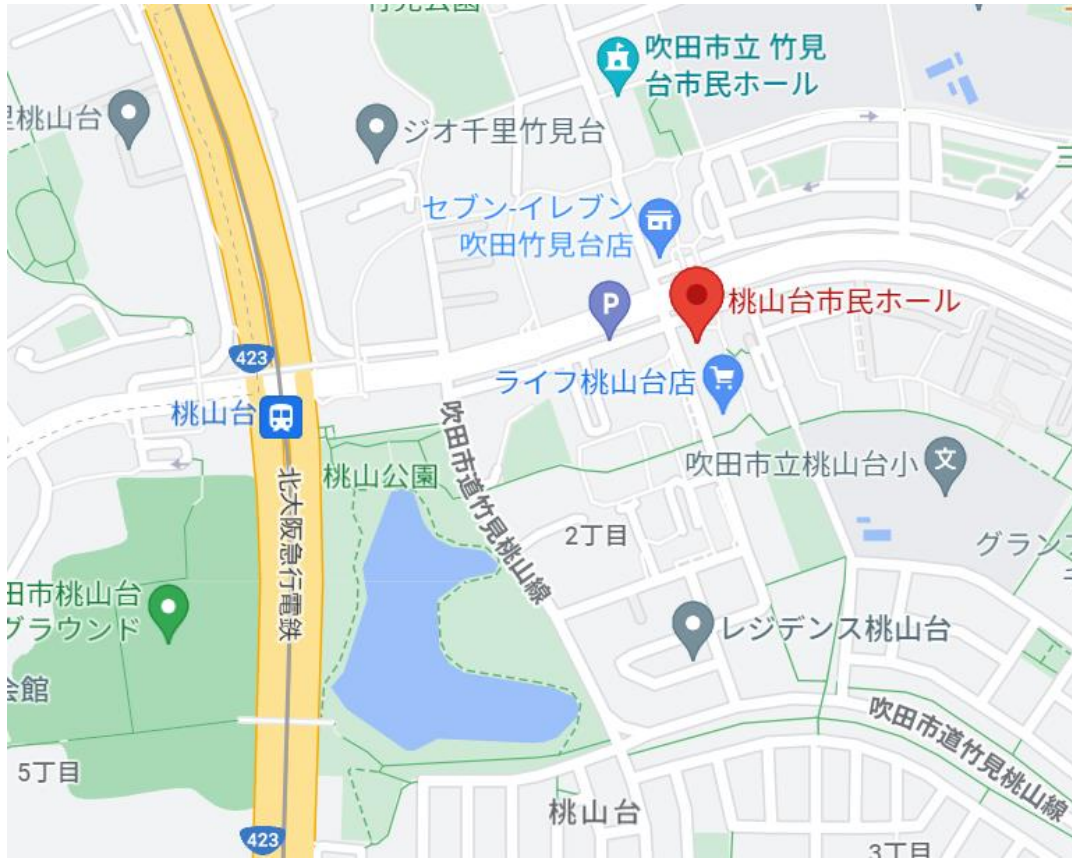 竹見公園
吹田市立 竹見
台市民ホール
里桃山台
ジオ千里竹見台
三
セブン-イレブン
吹田竹見台店
P
桃山台市民ホール
423
ライフ桃山台店
桃山台
吹田市道竹見桃山線
桃山公園
吹田市立桃山台小
文
北大阪急行電鉄
2丁目
グランフ
田市桃山台
グラウンド
レジデンス桃山台
会館
吹田市道竹見桃山線
5丁目
桃山台
423
3丁目